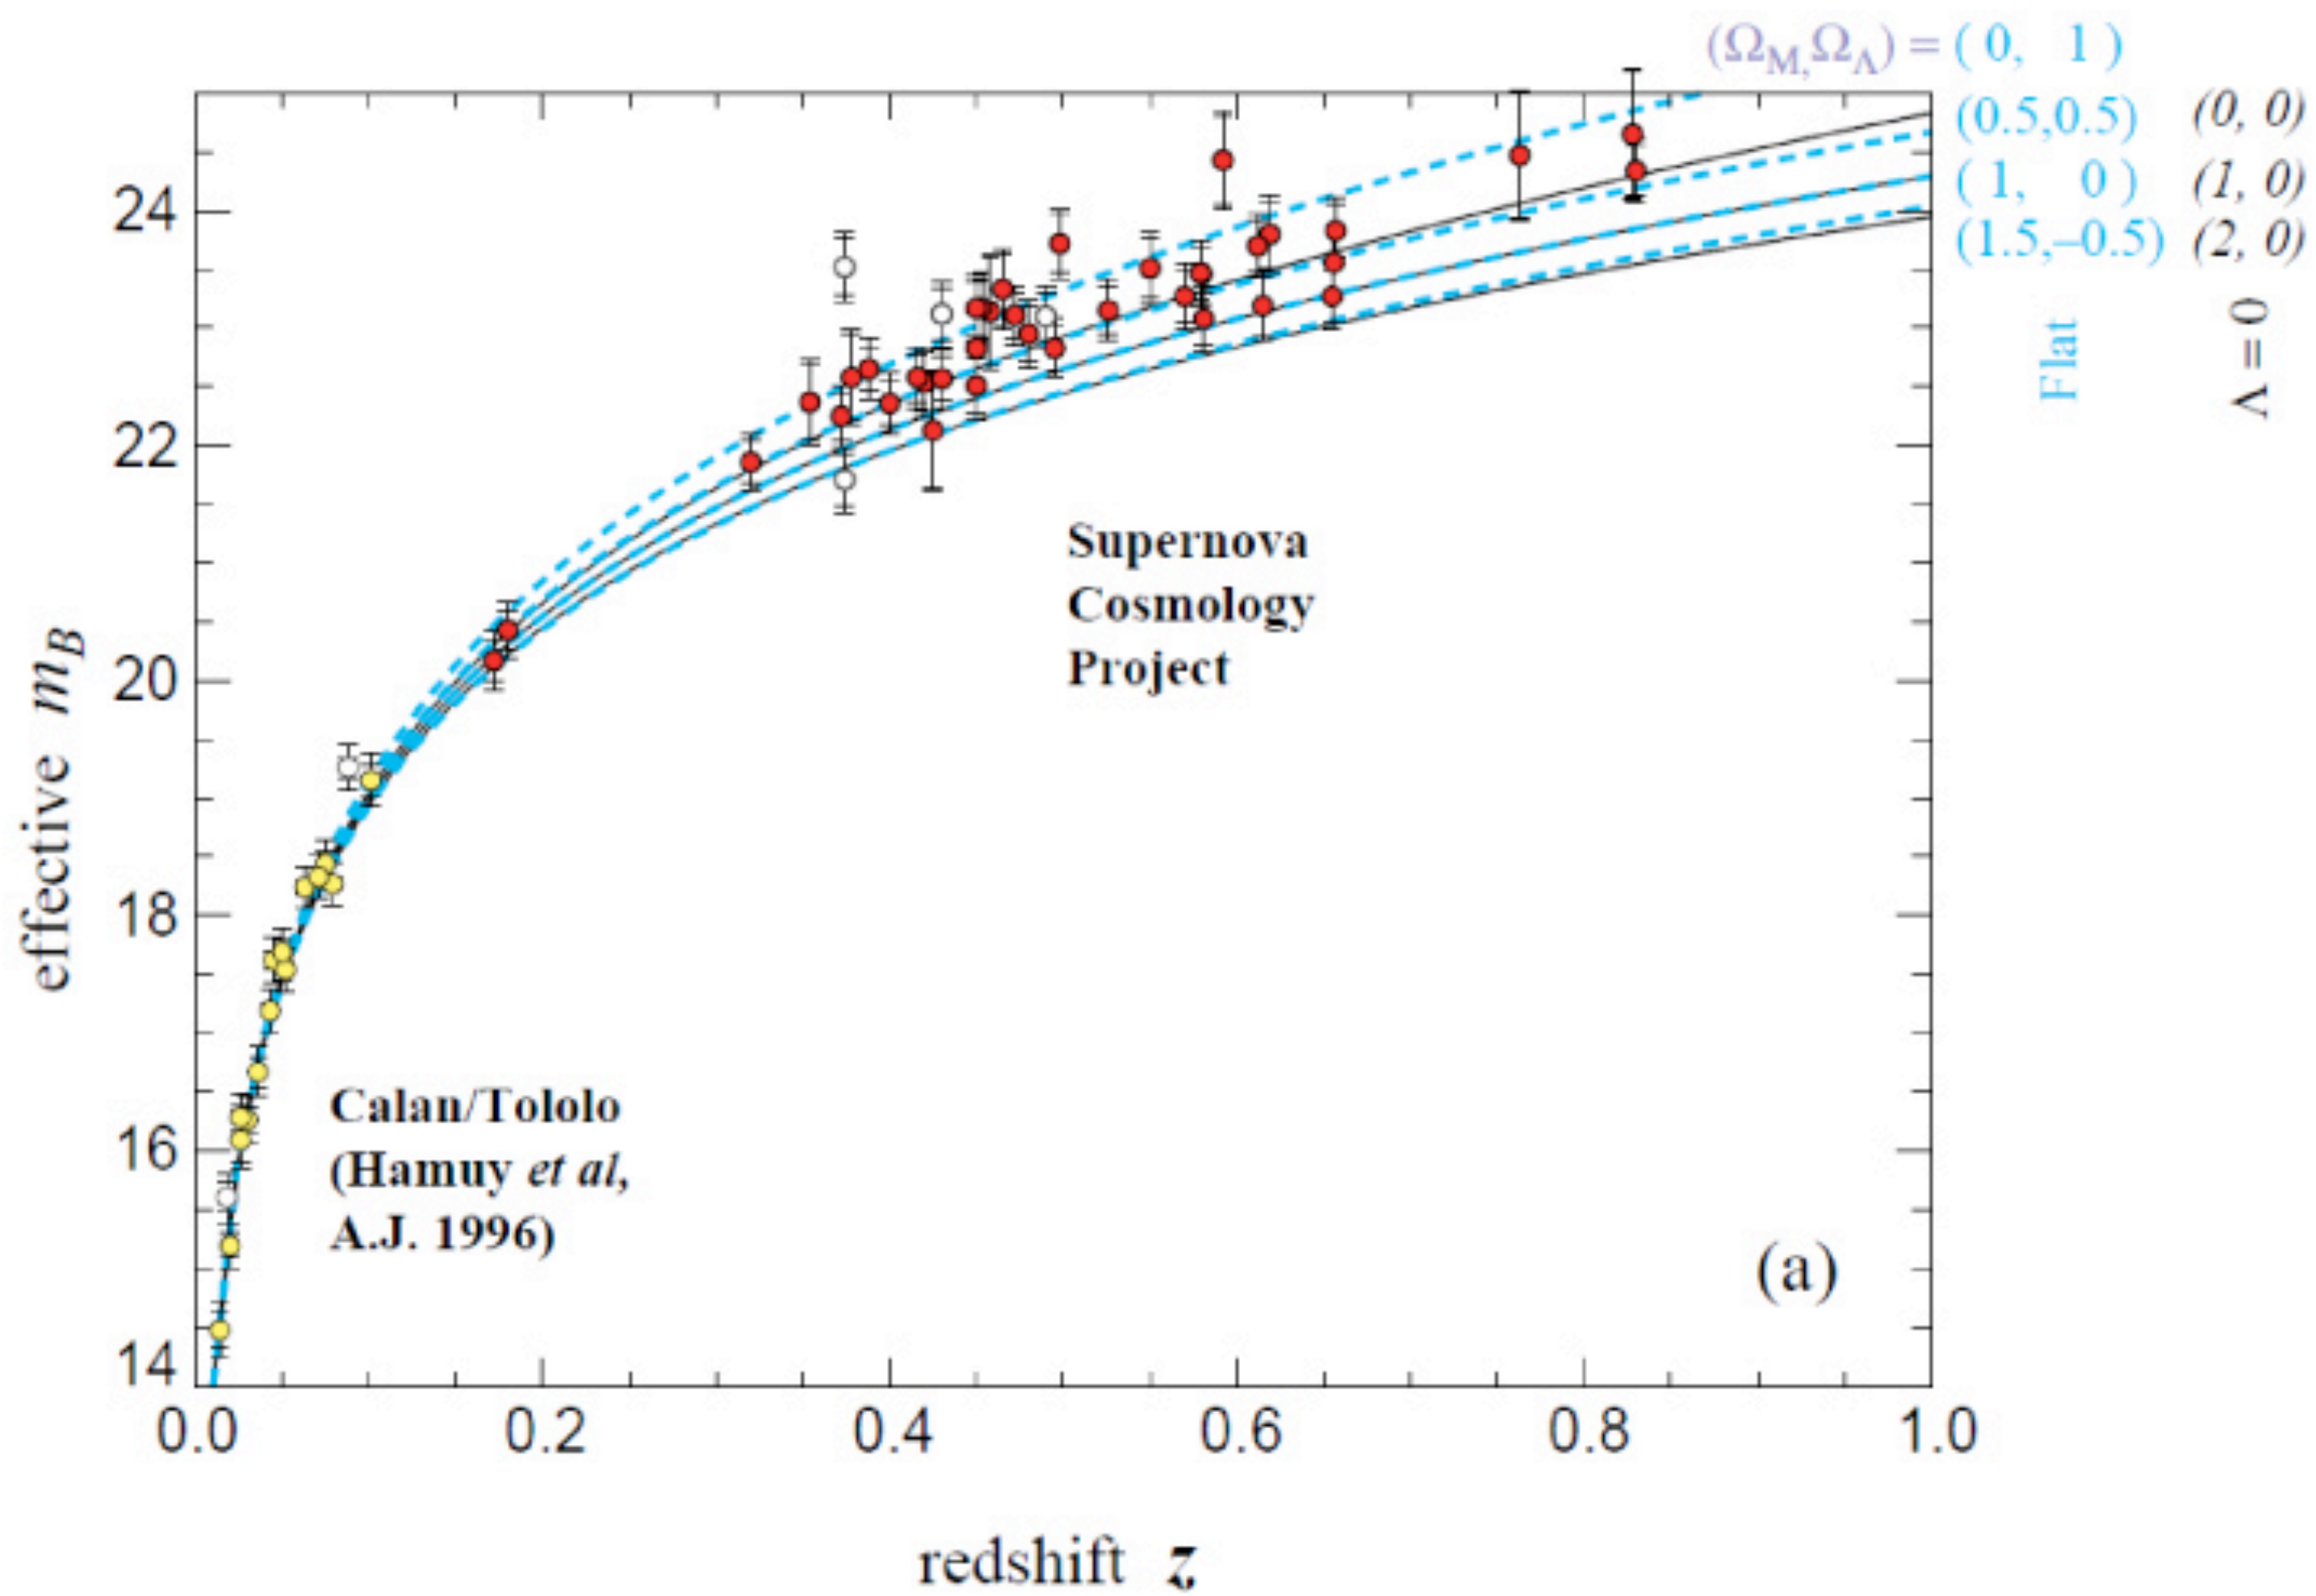 (ΩM,ΩΛ) = ( 0, 1 )
(0.5,0.5) (0, 0)
( 1, 0 ) (1, 0)
(1.5,–0.5) (2, 0)
Flat
Λ = 0
24
22
20
18
16
14
effective mB
Supernova
Cosmology
Project
Calan/Tololo
(Hamuy et al,
A.J. 1996)
(a)
0.0 0.2 0.4 0.6 0.8 1.0
redshift z